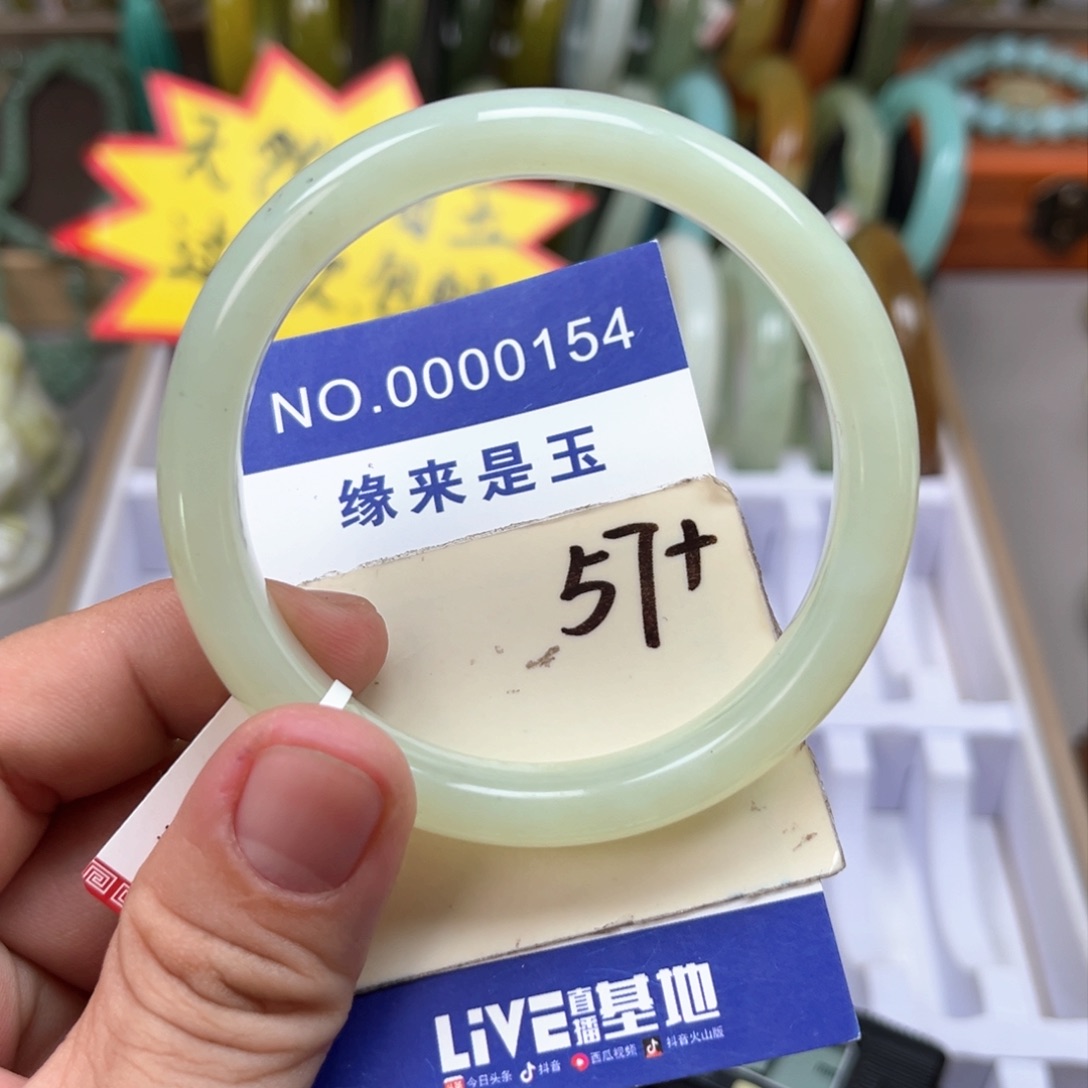 NO.0000154
缘来是玉
57+
LiVE直播基地
今日头条 抖音 西瓜视频 抖音火山版